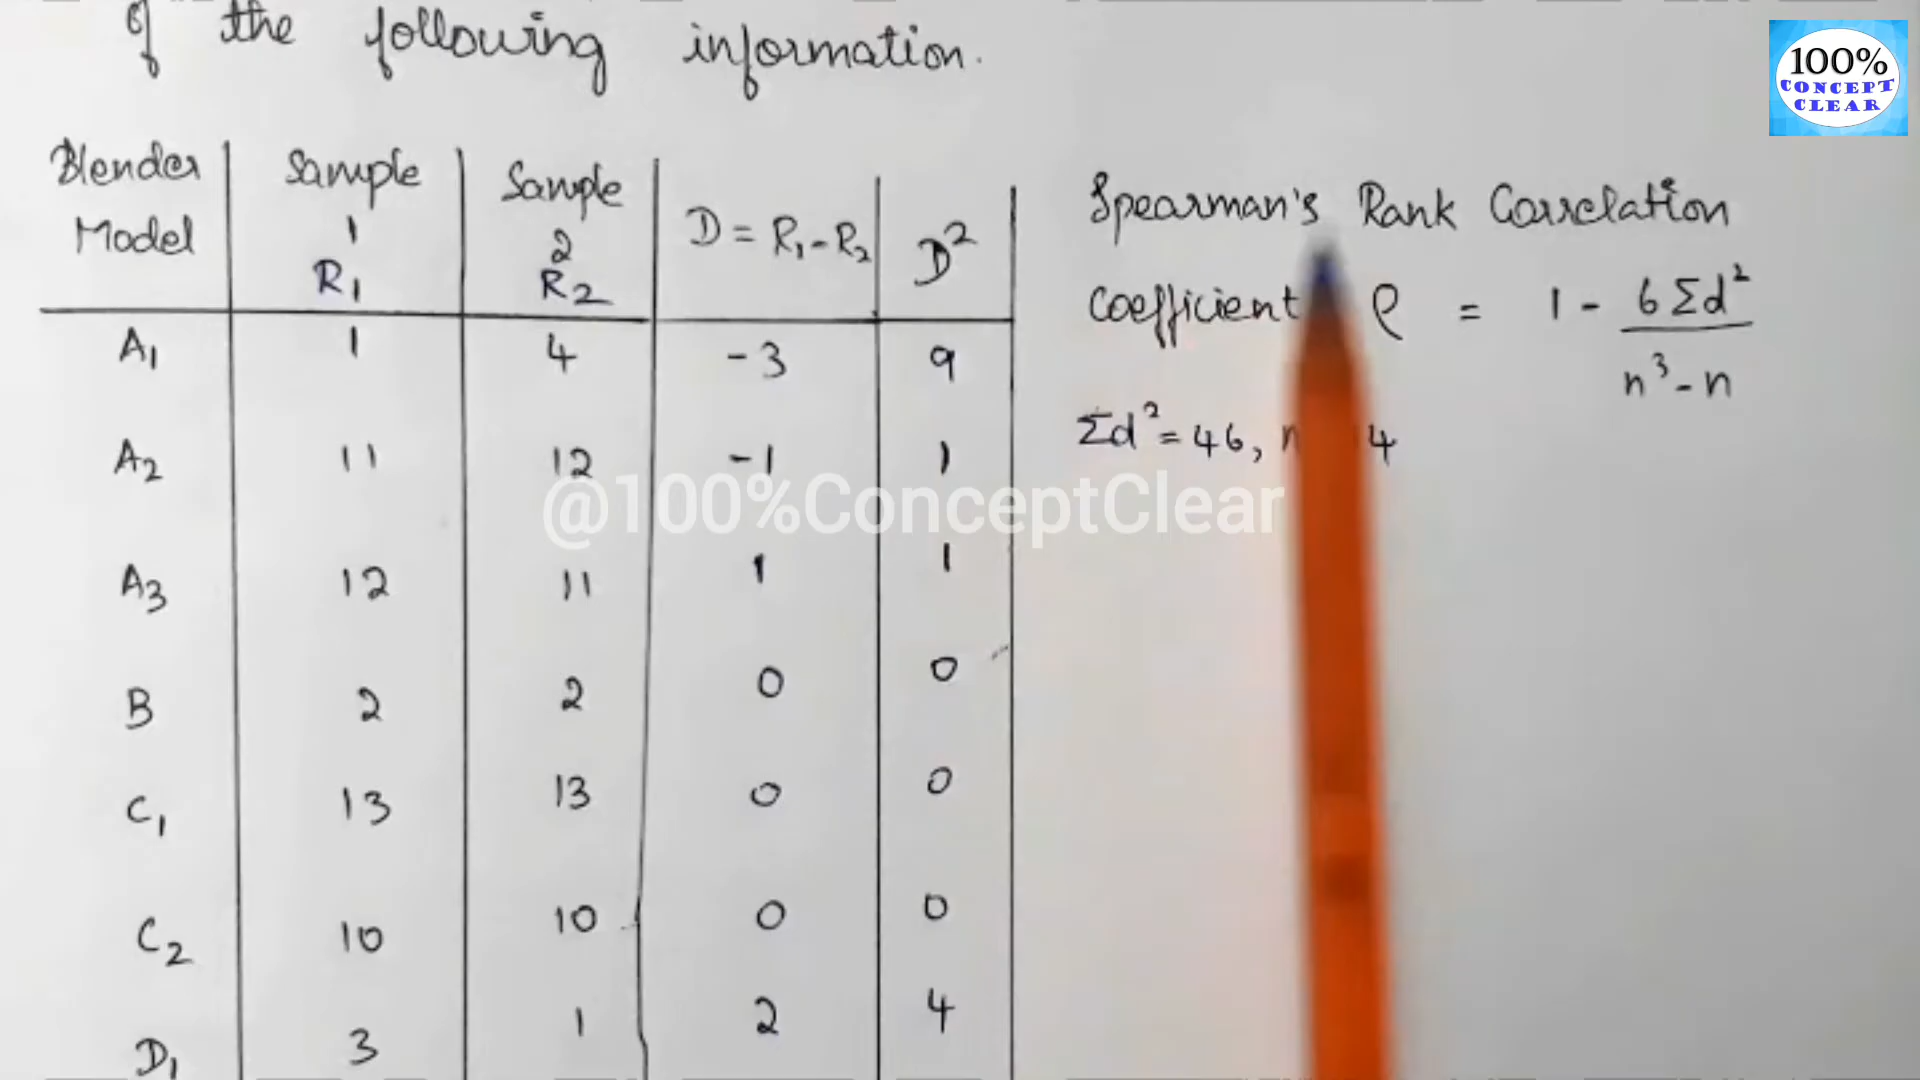 of the following information.
100%
CONCEPT
CLEAR
Blender Model | Sample 1 R₁ | Sample 2 R₂ | D = R₁-R₂ | D²
A₁ | 1 | 4 | -3 | 9
A₂ | 11 | 12 | -1 | 1
A₃ | 12 | 11 | 1 | 1
B | 2 | 2 | 0 | 0
C₁ | 13 | 13 | 0 | 0
C₂ | 10 | 10 | 0 | 0
D₁ | 3 | 1 | 2 | 4
Spearman's Rank Correlation
Coefficient ρ = 1 - 6Σd² / n³-n
Σd² = 46, n 4
@100%ConceptClear